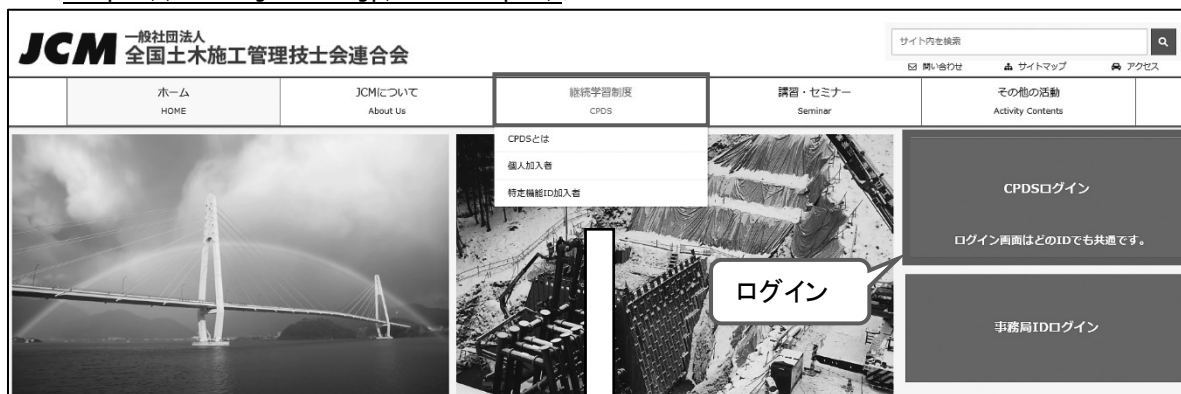 JCM 一般社団法人
全国土木施工管理技士会連合会
サイト内を検索
問い合わせ サイトマップ アクセス
ホーム
HOME
JCMについて
About Us
継続学習制度
CPDS
講習・セミナー
Seminar
その他の活動
Activity Contents
CPDSとは
個人加入者
特定機能ID加入者
CPDSログイン
ログイン画面はどのIDでも共通です。
ログイン
事務局IDログイン